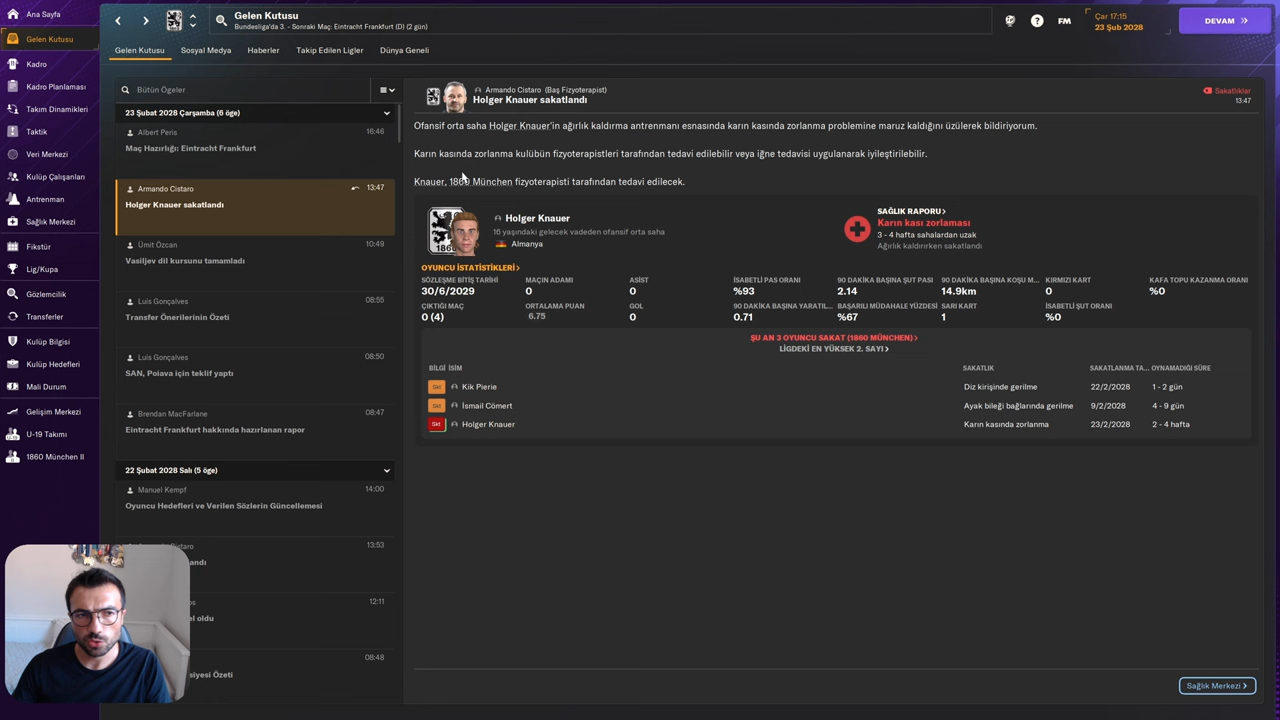 Ana Sayfa
Gelen Kutusu
Kadro
Kadro Planlaması
Takım Dinamikleri
Taktik
Veri Merkezi
Kulüp Çalışanları
Antrenman
Sağlık Merkezi
Fikstür
Lig/Kupa
Gözlemcilik
Transferler
Kulüp Bilgisi
Kulüp Hedefleri
Mali Durum
Gelişim Merkezi
U-19 Takımı
1860 München II
Gelen Kutusu
Bundesliga'da 3. - Sonraki Maç: Eintracht Frankfurt (D) (2 gün)
FM
Çar 17:15
23 Şub 2028
DEVAM
Gelen Kutusu Sosyal Medya Haberler Takip Edilen Ligler Dünya Geneli
Bütün Ögeler
23 Şubat 2028 Çarşamba (6 öge)
Albert Peris 16:46
Maç Hazırlığı: Eintracht Frankfurt
Armando Cistaro 13:47
Holger Knauer sakatlandı
Ümit Özcan 10:49
Vasiljev dil kursunu tamamladı
Luis Gonçalves 08:55
Transfer Önerilerinin Özeti
Luis Gonçalves 08:50
SAN, Poiava için teklif yaptı
Brendan MacFarlane 08:47
Eintracht Frankfurt hakkında hazırlanan rapor
22 Şubat 2028 Salı (5 öge)
Manuel Kempf 14:00
Oyuncu Hedefleri ve Verilen Sözlerin Güncellemesi
13:53
12:11
08:48
Armando Cistaro (Baş Fizyoterapist)
Holger Knauer sakatlandı
Sakatlıklar
13:47
Ofansif orta saha Holger Knauer'in ağırlık kaldırma antrenmanı esnasında karın kasında zorlanma problemine maruz kaldığını üzülerek bildiriyorum.
Karın kasında zorlanma kulübün fizyoterapistleri tarafından tedavi edilebilir veya iğne tedavisi uygulanarak iyileştirilebilir.
Knauer, 1860 München fizyoterapisti tarafından tedavi edilecek.
Holger Knauer
16 yaşındaki gelecek vadeden ofansif orta saha
Almanya
SAĞLIK RAPORU
Karın kası zorlaması
3 - 4 hafta sahalardan uzak
Ağırlık kaldırırken sakatlandı
OYUNCU İSTATİSTİKLERİ
SÖZLEŞME BİTİŞ TARİHİ MAÇIN ADAMI ASİST İSABETLİ PAS ORANI 90 DAKİKA BAŞINA ŞUT PASI 90 DAKİKA BAŞINA KOŞU M... KIRMIZI KART KAFA TOPU KAZANMA ORANI
30/6/2029 0 0 %93 2.14 14.9km 0 %0
ÇIKTIĞI MAÇ ORTALAMA PUAN GOL 90 DAKİKA BAŞINA YARATIL... BAŞARILI MÜDAHALE YÜZDESİ SARI KART İSABETLİ ŞUT ORANI
0 (4) 6.75 0 0.71 %67 1 %0
ŞU AN 3 OYUNCU SAKAT (1860 MÜNCHEN)
LİGDEKİ EN YÜKSEK 2. SAYI
BİLGİ İSİM SAKATLIK SAKATLANMA TA... OYNAMADIĞI SÜRE
Skt Kik Pierie Diz kirişinde gerilme 22/2/2028 1 - 2 gün
Skt İsmail Cömert Ayak bileği bağlarında gerilme 9/2/2028 4 - 9 gün
Skt Holger Knauer Karın kasında zorlanma 23/2/2028 2 - 4 hafta
Sağlık Merkezi